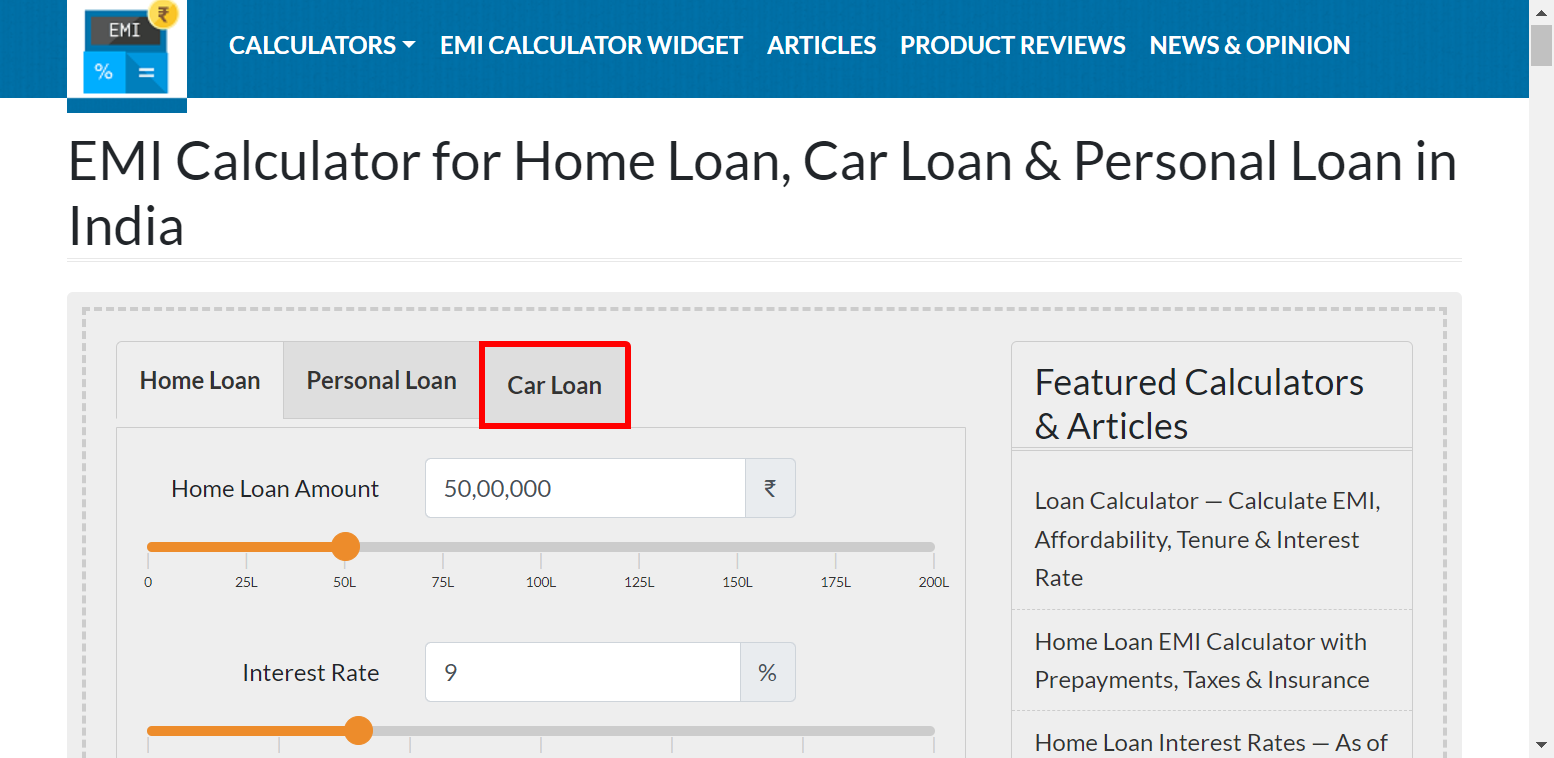 EMI
₹
%
=
CALCULATORS
EMI CALCULATOR WIDGET
ARTICLES
PRODUCT REVIEWS
NEWS & OPINION
EMI Calculator for Home Loan, Car Loan & Personal Loan in
India
Home Loan
Personal Loan
Car Loan
Home Loan Amount
50,00,000
₹
0 25L 50L 75L 100L 125L 150L 175L 200L
Interest Rate
9
%
Featured Calculators
& Articles
Loan Calculator — Calculate EMI,
Affordability, Tenure & Interest
Rate
Home Loan EMI Calculator with
Prepayments, Taxes & Insurance
Home Loan Interest Rates — As of